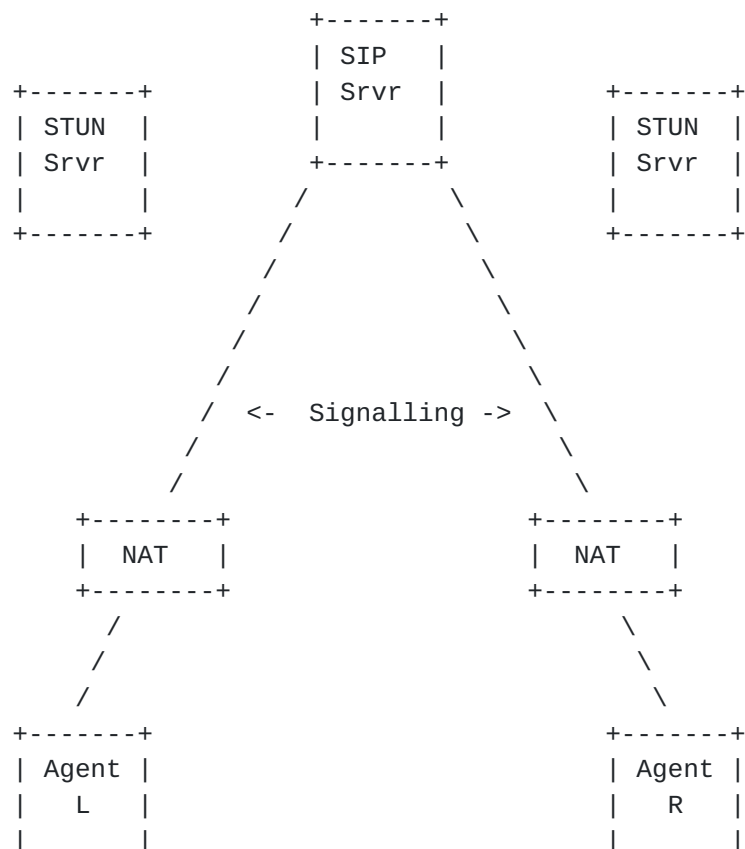 SIP
Srvr
STUN
Srvr
STUN
Srvr
<- Signalling ->
NAT
NAT
Agent
L
Agent
R